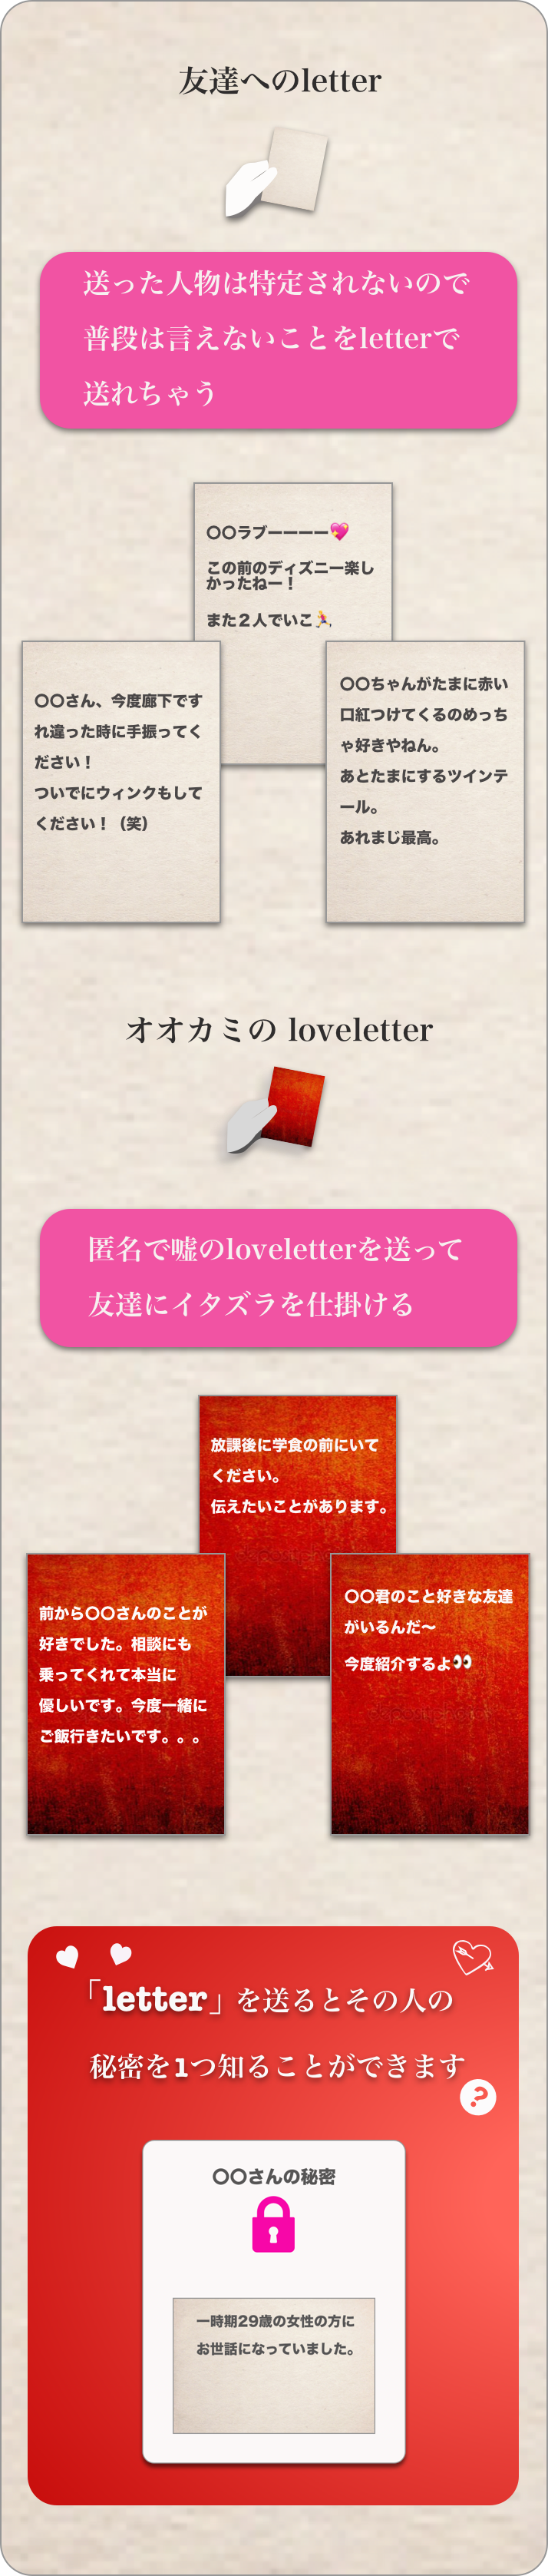 友達へのletter
送った人物は特定されないので
普段は言えないことをletterで
送れちゃう
〇〇ラブーーーー💖
この前のディズニー楽し
かったねー！
また２人でいこ🏃‍♀️
〇〇さん、今度廊下です
れ違った時に手振ってく
ださい！
ついでにウィンクもして
ください！（笑）
〇〇ちゃんがたまに赤い
口紅つけてくるのめっち
ゃ好きやねん。
あとたまにするツインテ
ール。
あれまじ最高。
オオカミの loveletter
匿名で嘘のloveletterを送って
友達にイタズラを仕掛ける
放課後に学食の前にいて
ください。
伝えたいことがあります。
前から〇〇さんのことが
好きでした。相談にも
乗ってくれて本当に
優しいです。今度一緒に
ご飯行きたいです。。。
〇〇君のこと好きな友達
がいるんだ〜
今度紹介するよ👀
「letter」を送るとその人の
秘密を1つ知ることができます
?
〇〇さんの秘密
一時期29歳の女性の方に
お世話になっていました。